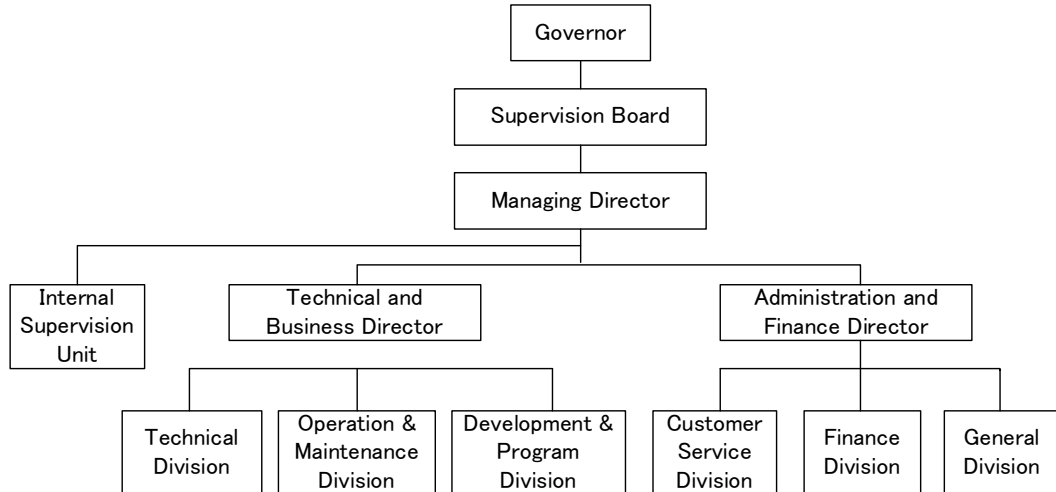 Governor
Supervision Board
Managing Director
Internal
Supervision
Unit
Technical and
Business Director
Administration and
Finance Director
Technical
Division
Operation &
Maintenance
Division
Development &
Program
Division
Customer
Service
Division
Finance
Division
General
Division